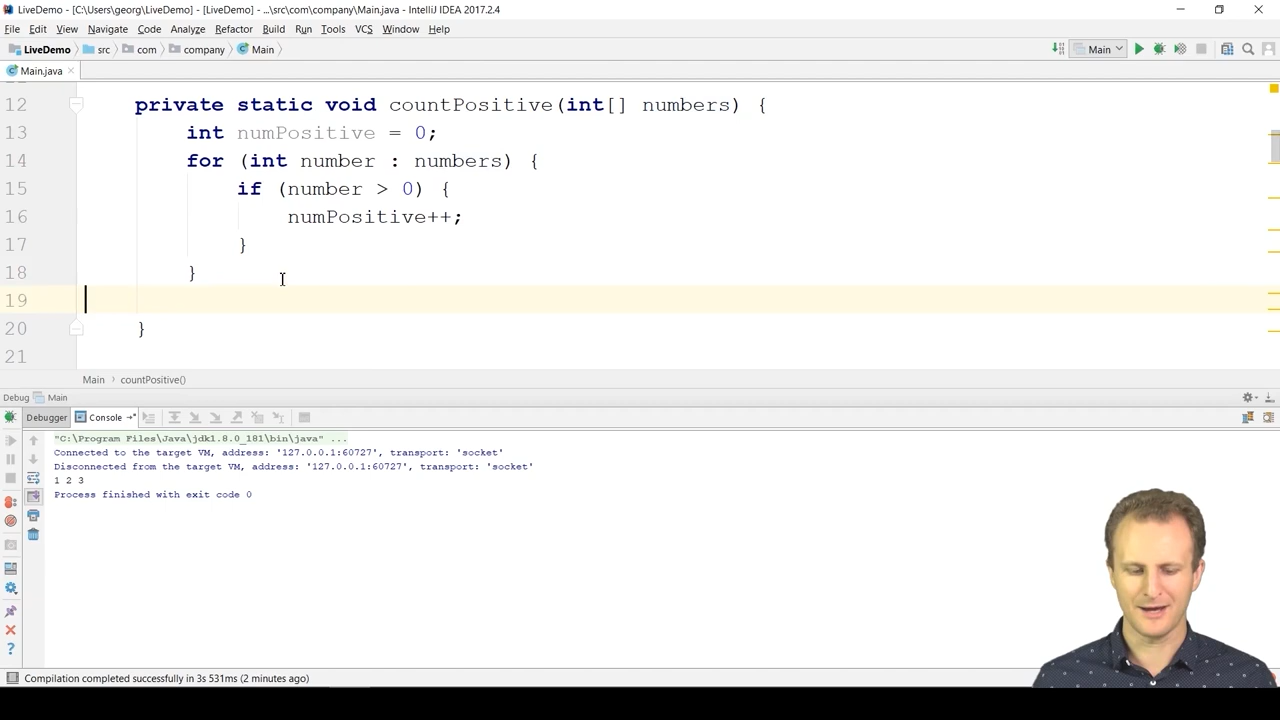 LiveDemo - [C:\Users\georg\LiveDemo] - [LiveDemo] - ...\src\com\company\Main.java - IntelliJ IDEA 2017.2.4
File Edit View Navigate Code Analyze Refactor Build Run Tools VCS Window Help
LiveDemo src com company Main Main
Main.java
12 private static void countPositive(int[] numbers) {
13 int numPositive = 0;
14 for (int number : numbers) {
15 if (number > 0) {
16 numPositive++;
17 }
18 }
19
20 }
21
Main > countPositive()
Debug Main
Debugger Console
"C:\Program Files\Java\jdk1.8.0_181\bin\java" ...
Connected to the target VM, address: '127.0.0.1:60727', transport: 'socket'
Disconnected from the target VM, address: '127.0.0.1:60727', transport: 'socket'
1 2 3
Process finished with exit code 0
Compilation completed successfully in 3s 531ms (2 minutes ago)